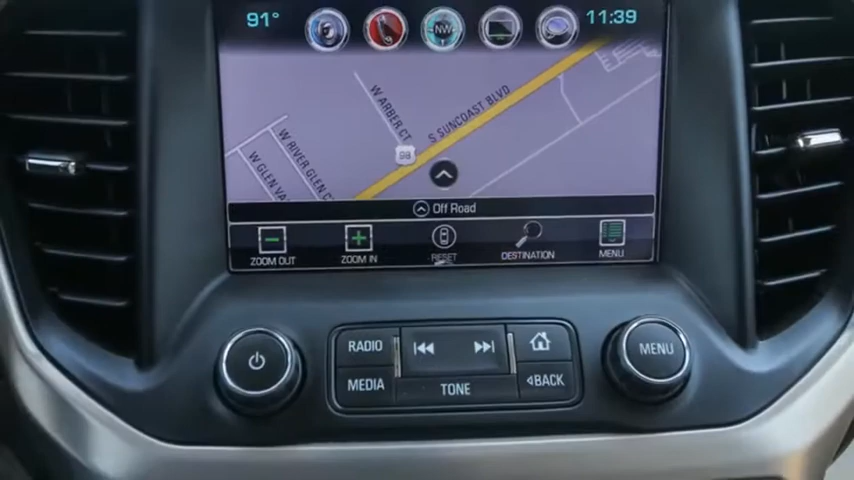 91°
NW
11:39
W ARBER CT
S SUNCOAST BLVD
98
W RIVER GLEN C
W GLEN VA
Off Road
ZOOM OUT
ZOOM IN
RESET
DESTINATION
MENU
RADIO
MEDIA
TONE
BACK
MENU